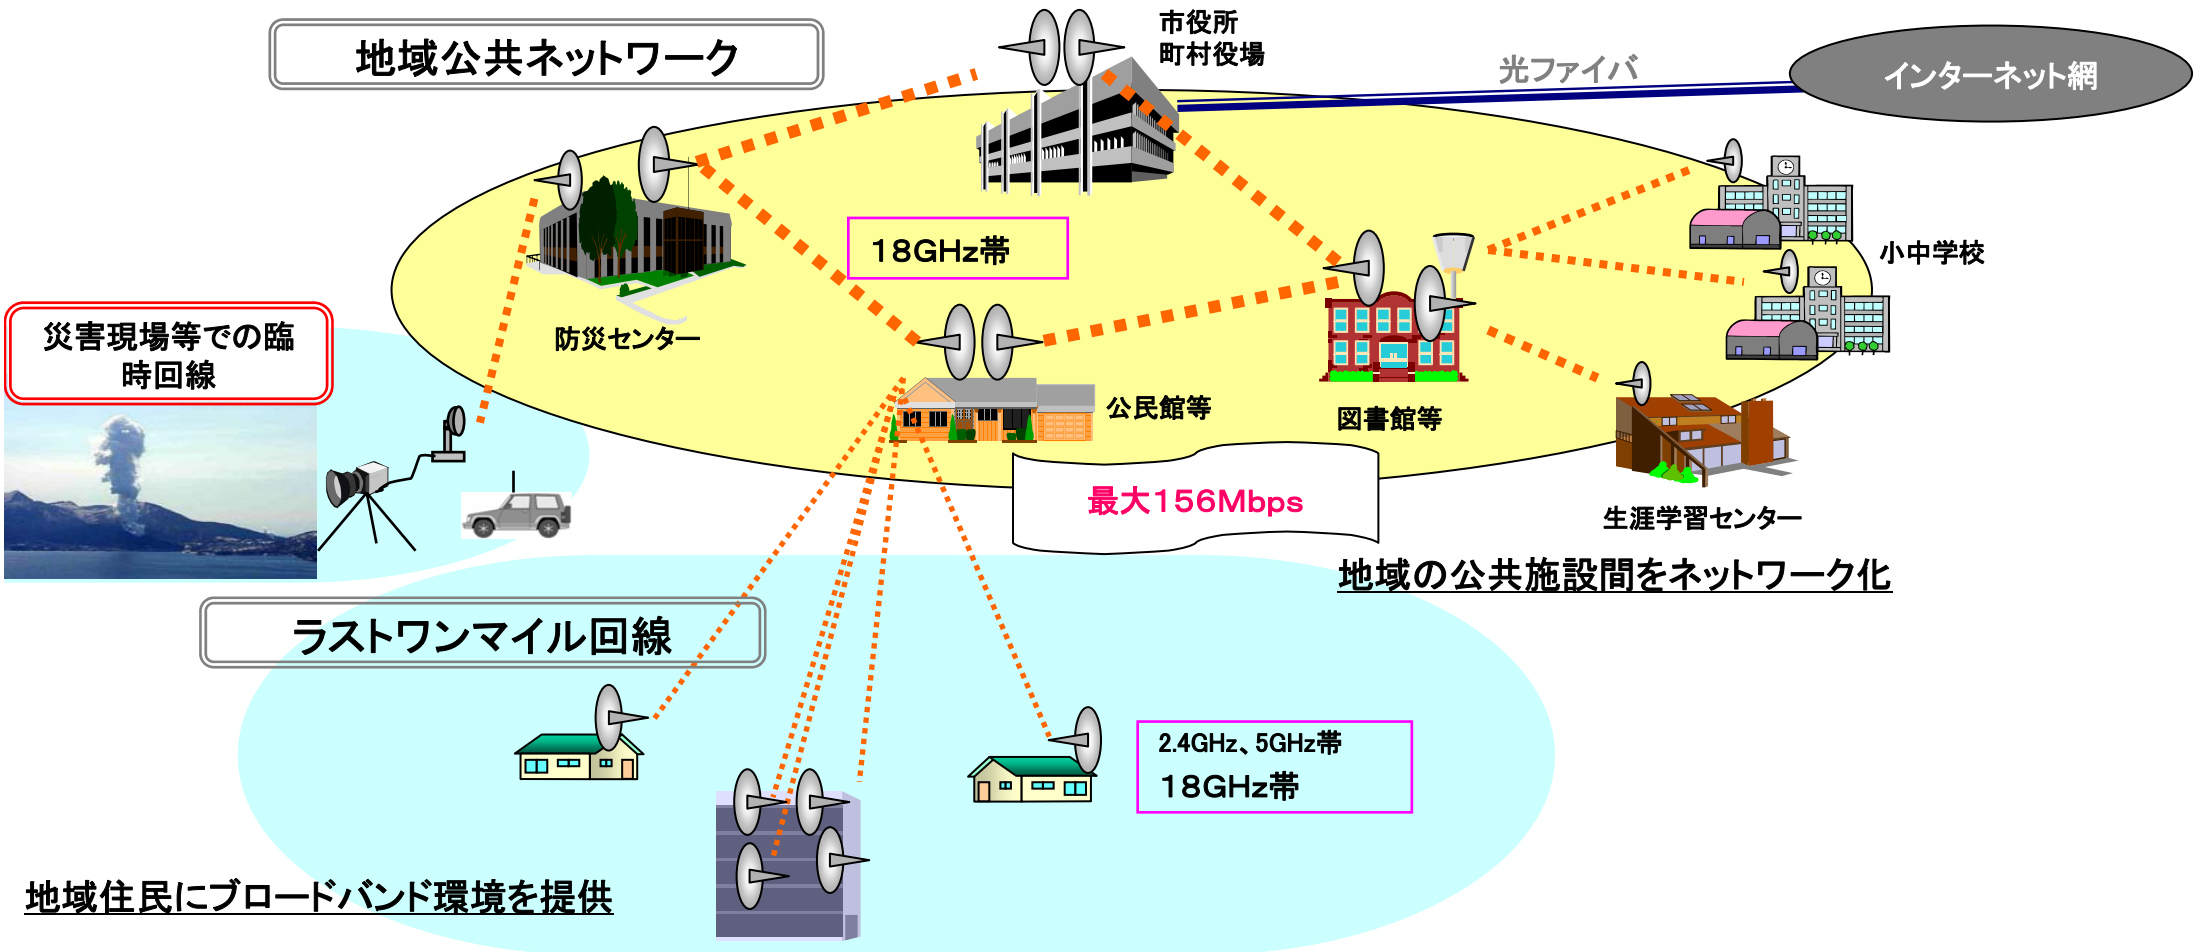 地域公共ネットワーク
市役所
町村役場
光ファイバ
インターネット網
18GHz帯
小中学校
防災センター
災害現場等での臨
時回線
公民館等
図書館等
最大156Mbps
生涯学習センター
地域の公共施設間をネットワーク化
ラストワンマイル回線
2.4GHz、5GHz帯
18GHz帯
地域住民にブロードバンド環境を提供